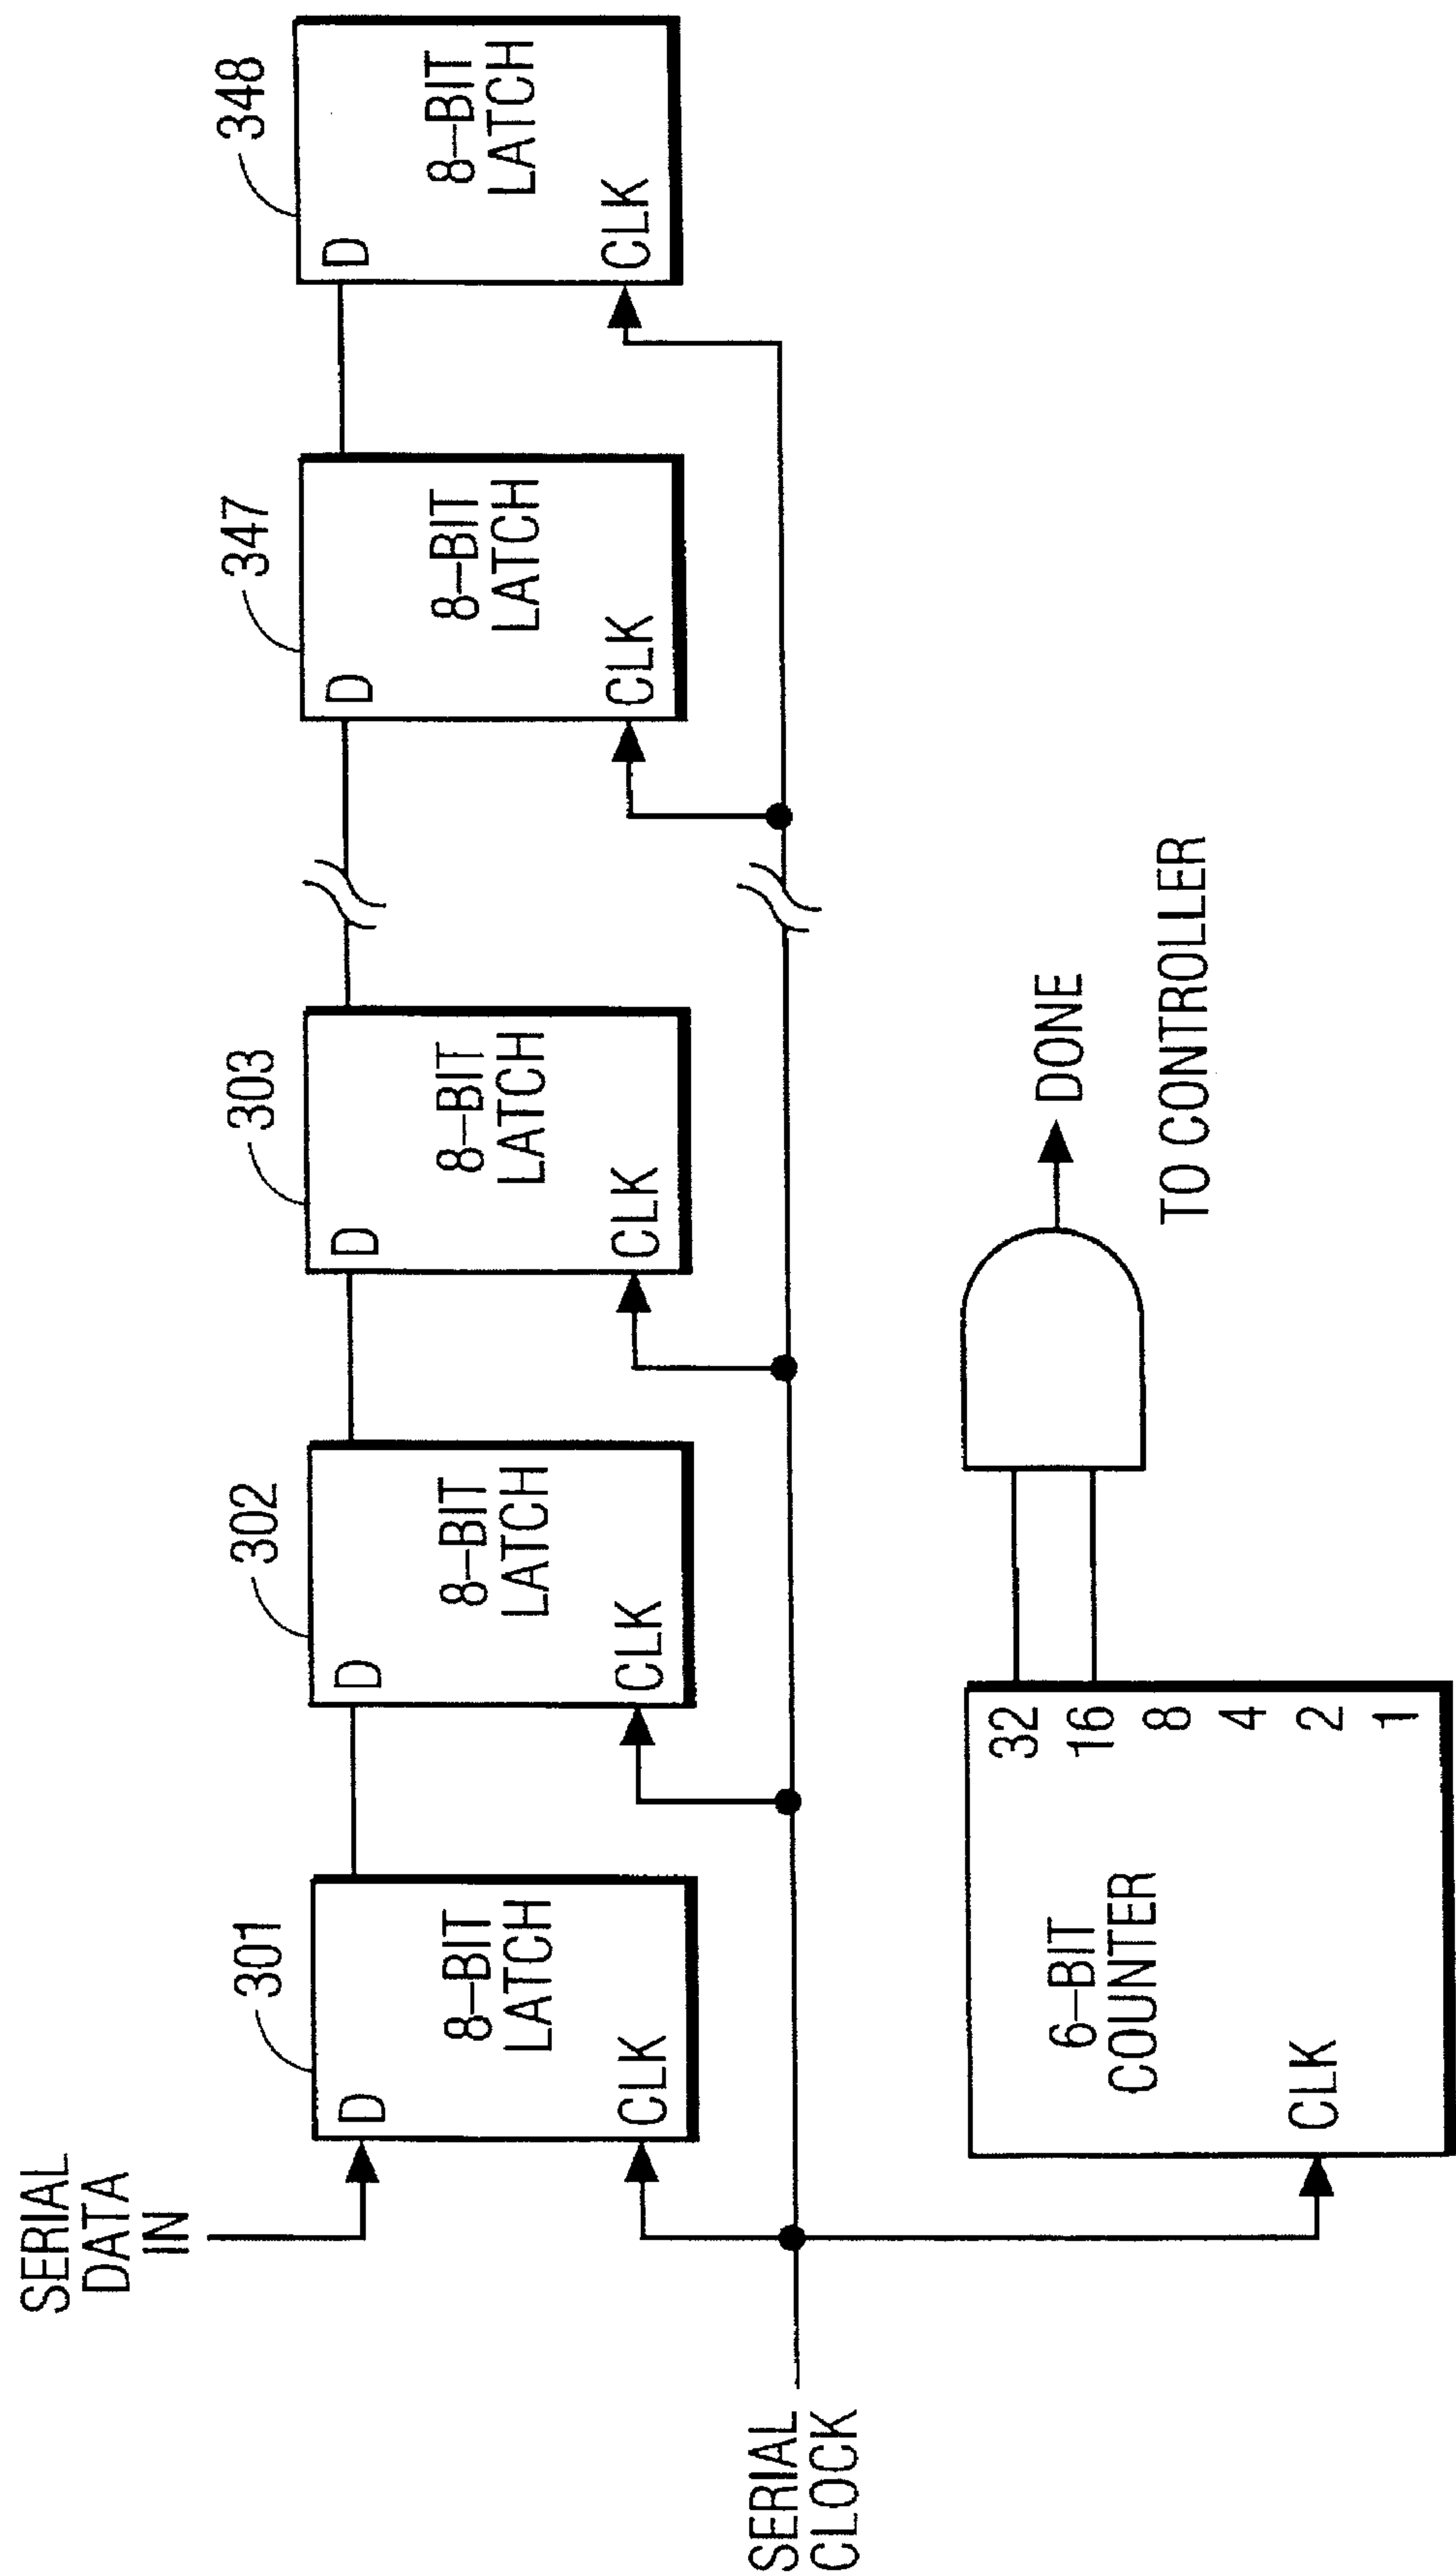 SERIAL
DATA
IN
301
D
8-BIT
LATCH
CLK
302
D
8-BIT
LATCH
CLK
303
D
8-BIT
LATCH
CLK
347
D
8-BIT
LATCH
CLK
348
D
8-BIT
LATCH
CLK
SERIAL
CLOCK
6-BIT
COUNTER
CLK
32
16
8
4
2
1
DONE
TO CONTROLLER